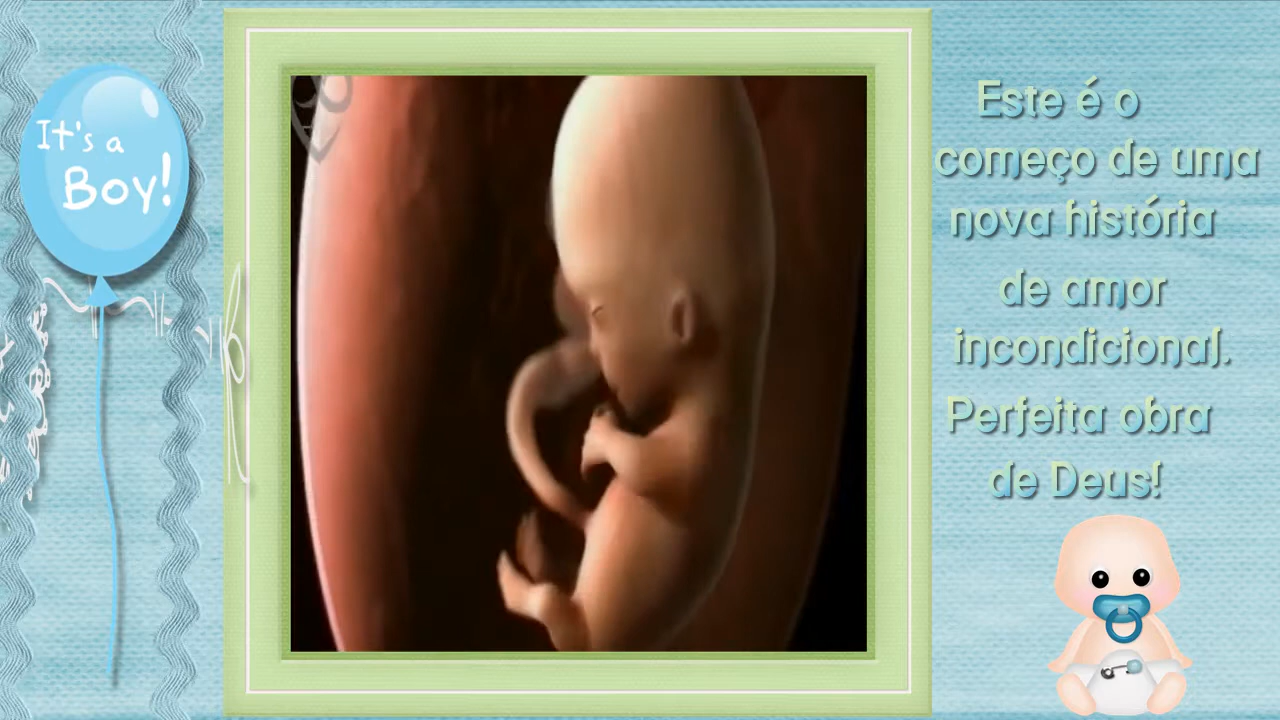 It's a
Boy!
Este é o
começo de uma
nova história
de amor
incondicional.
Perfeita obra
de Deus!